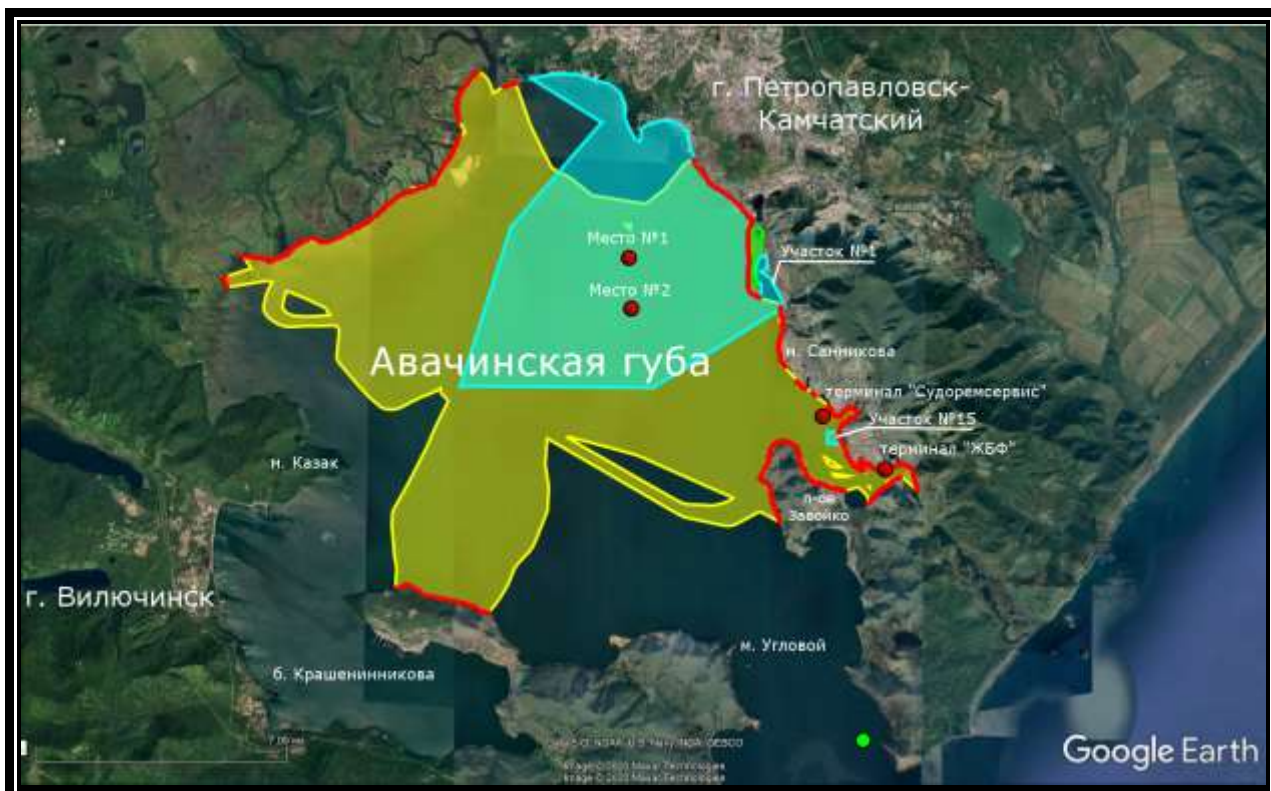 г. Петропавловск-
Камчатский
Место №1
Участок №1
Место №2
Авачинская губа
м. Санникова
терминал "Судоремсервис"
Участок №15
терминал "ЖБФ"
м. Казак
п-ов
Завойко
г. Вилючинск
м. Угловой
б. Крашенинникова
Google Earth